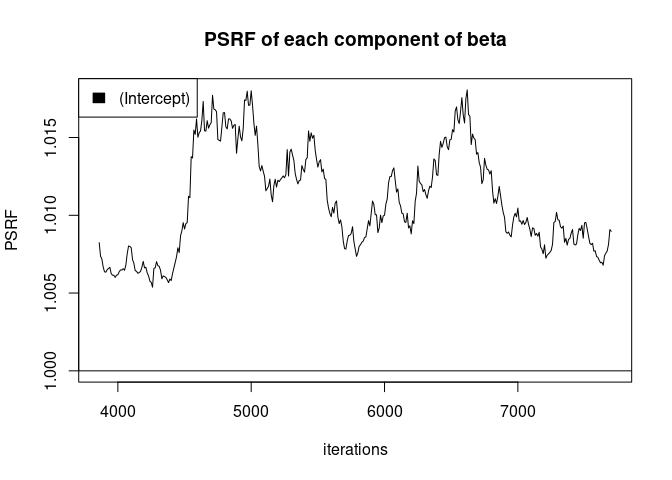 PSRF of each component of beta
(Intercept)
PSRF
1.015
1.010
1.005
1.000
4000 5000 6000 7000
iterations